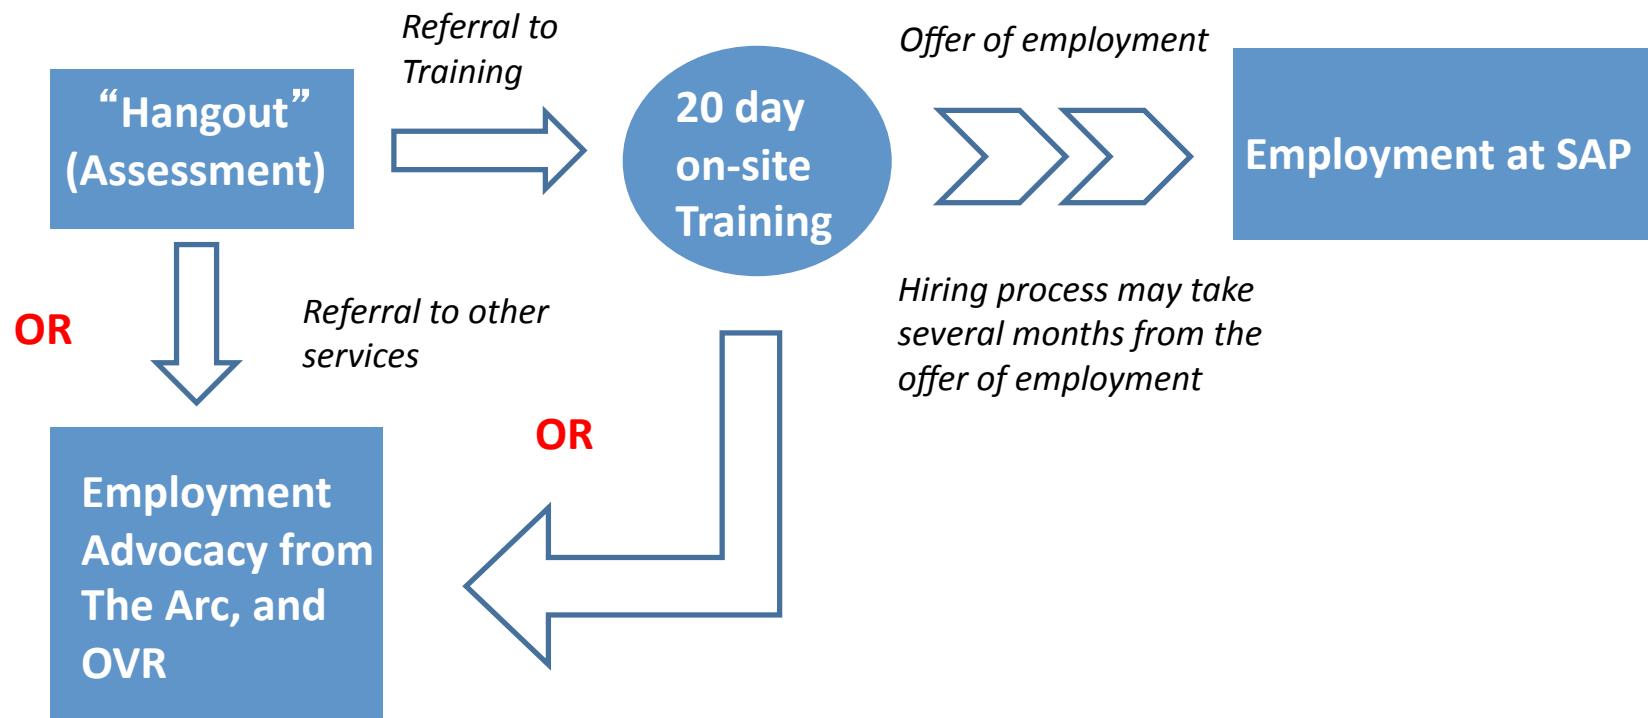 Referral to
Training
Offer of employment
“Hangout”
(Assessment)
20 day
on-site
Training
Employment at SAP
OR
Referral to other
services
Hiring process may take
several months from the
offer of employment
OR
Employment
Advocacy from
The Arc, and
OVR